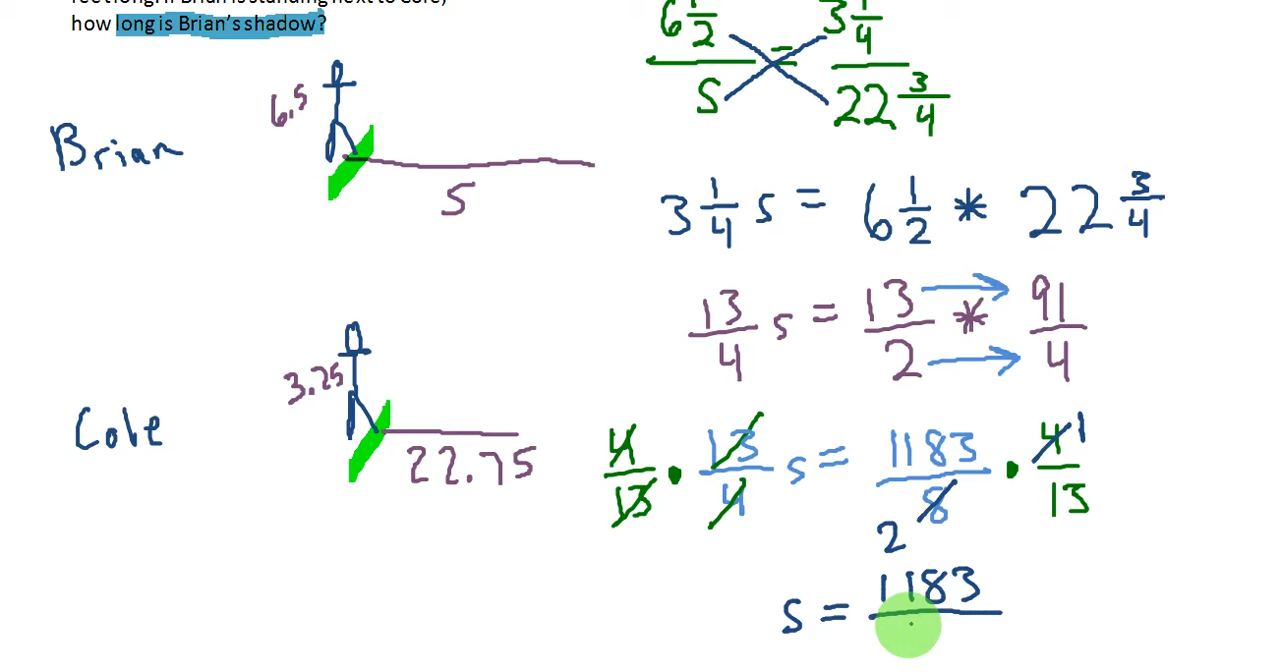 how long is Brian's shadow?
6 1/2 / S = 3 1/4 / 22 3/4
6.5
Brian
S
3 1/4 s = 6 1/2 * 22 3/4
13/4 s = 13/2 * 91/4
3.25
Cole
22.75
4/13 · 13/4 s = 1183/8 · 4/13
1
2
s = 1183